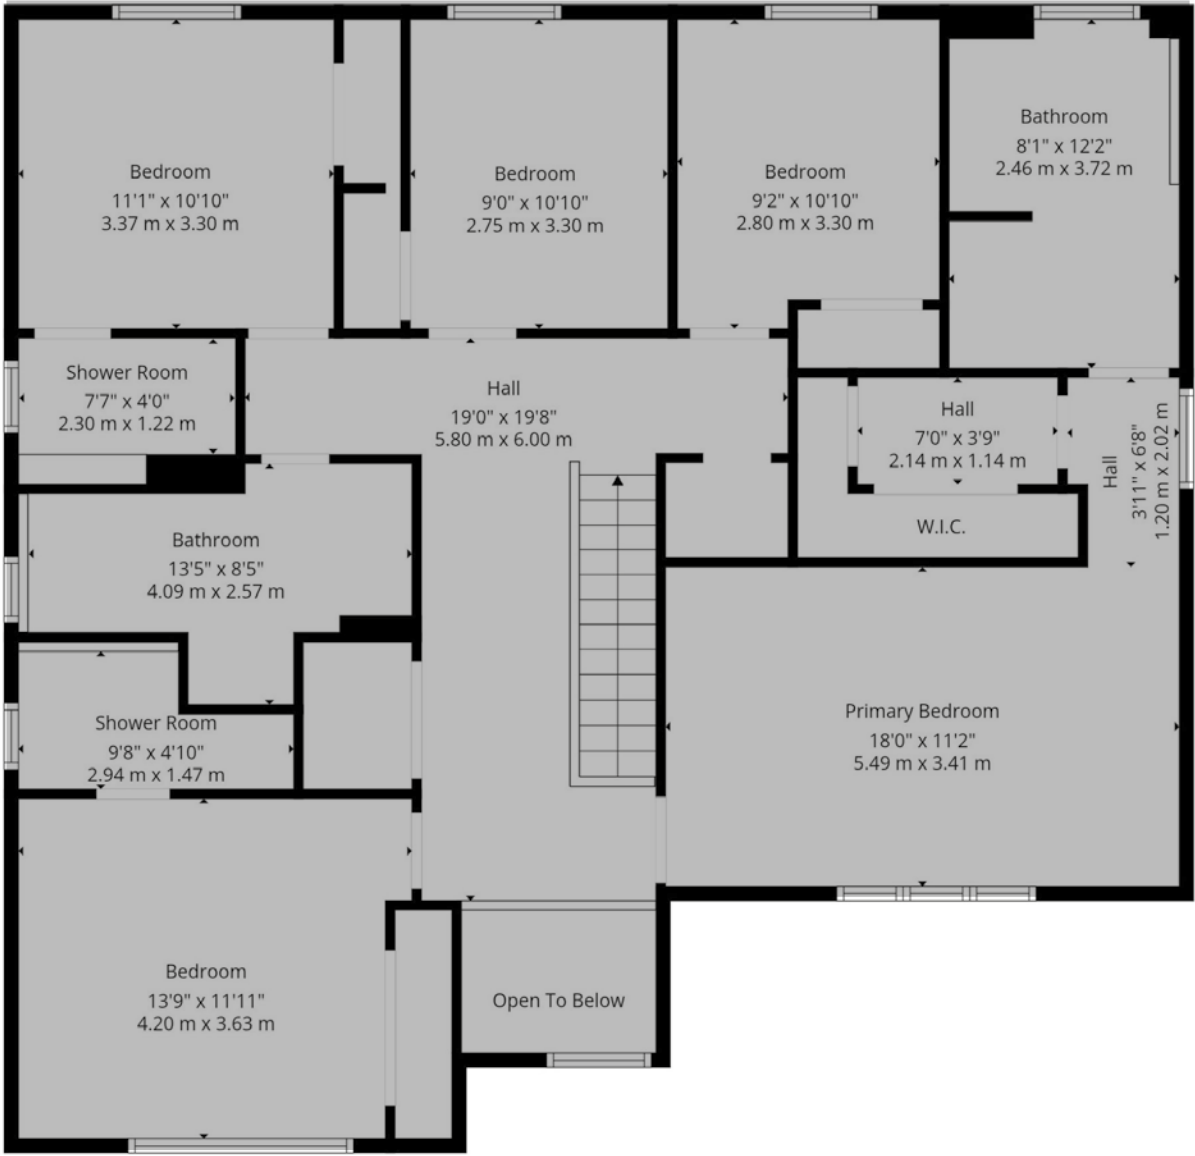 Bedroom
11'1" x 10'10"
3.37 m x 3.30 m
Bedroom
9'0" x 10'10"
2.75 m x 3.30 m
Bedroom
9'2" x 10'10"
2.80 m x 3.30 m
Bathroom
8'1" x 12'2"
2.46 m x 3.72 m
Shower Room
7'7" x 4'0"
2.30 m x 1.22 m
Hall
19'0" x 19'8"
5.80 m x 6.00 m
Hall
7'0" x 3'9"
2.14 m x 1.14 m
Hall
3'11" x 6'8"
1.20 m x 2.02 m
W.I.C.
Bathroom
13'5" x 8'5"
4.09 m x 2.57 m
Shower Room
9'8" x 4'10"
2.94 m x 1.47 m
Primary Bedroom
18'0" x 11'2"
5.49 m x 3.41 m
Bedroom
13'9" x 11'11"
4.20 m x 3.63 m
Open To Below